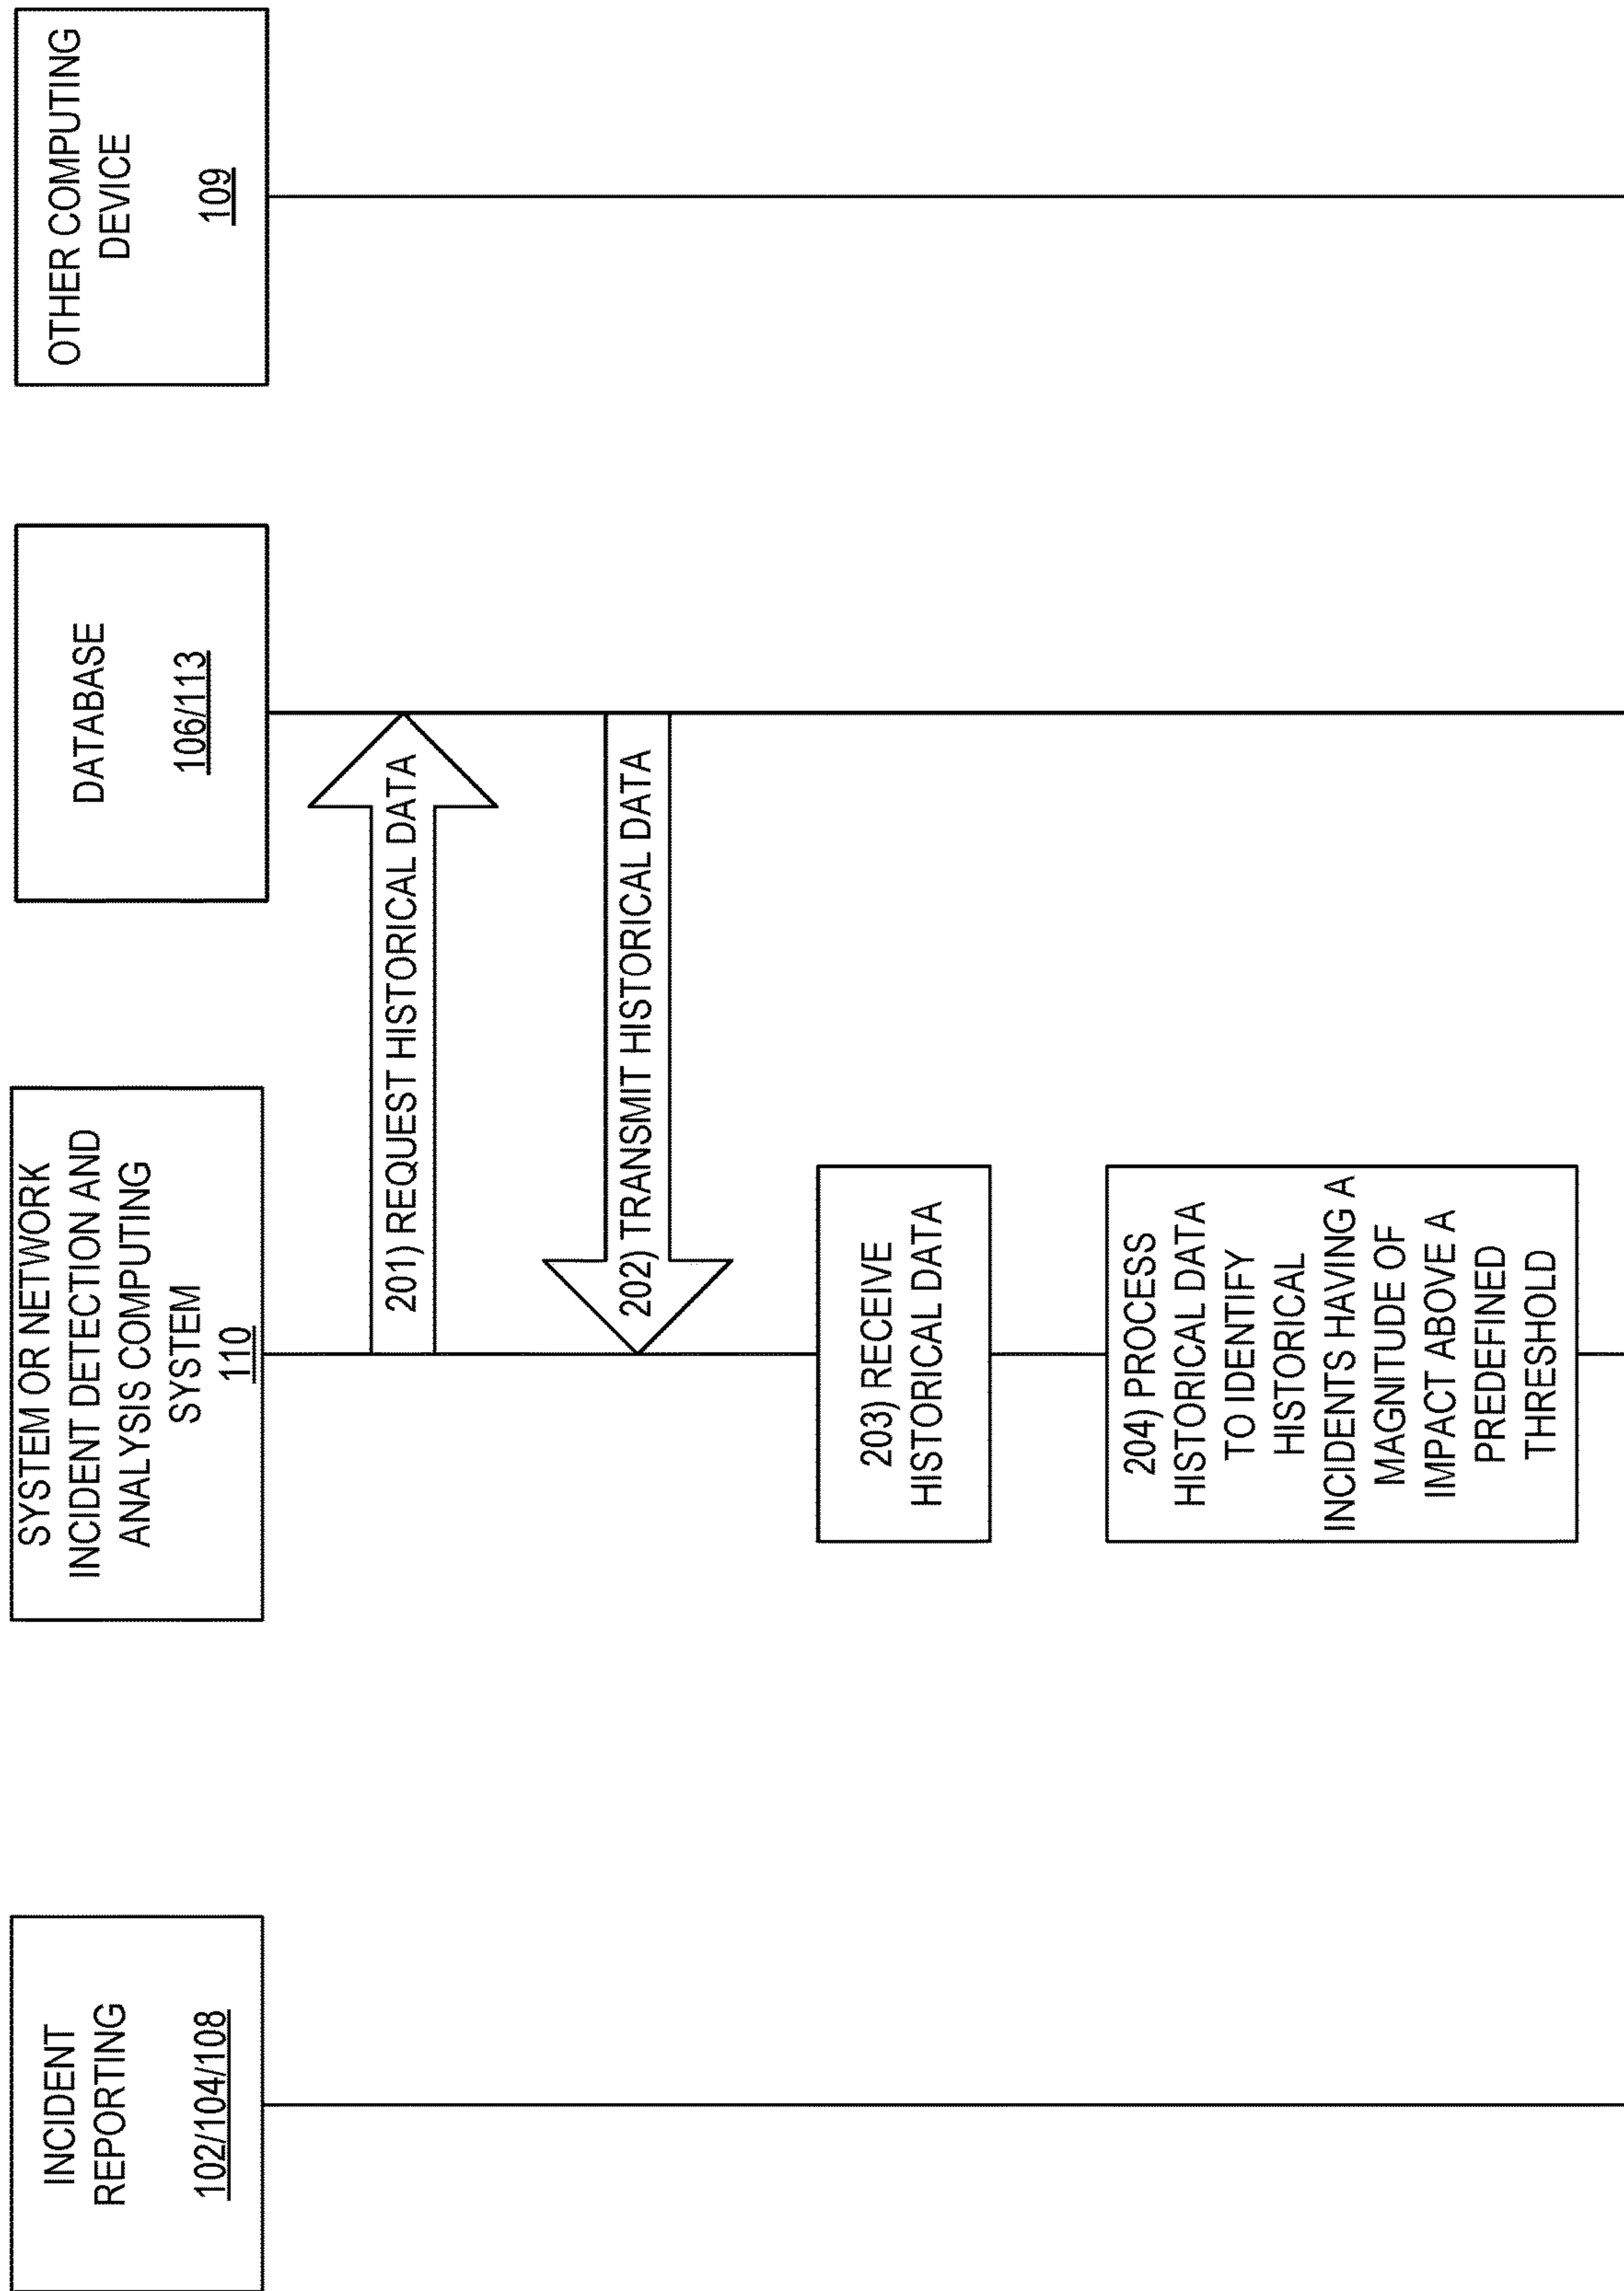 INCIDENT
REPORTING
102/104/108
SYSTEM OR NETWORK
INCIDENT DETECTION AND
ANALYSIS COMPUTING
SYSTEM
110
DATABASE
106/113
OTHER COMPUTING
DEVICE
109
201) REQUEST HISTORICAL DATA
202) TRANSMIT HISTORICAL DATA
203) RECEIVE
HISTORICAL DATA
204) PROCESS
HISTORICAL DATA
TO IDENTIFY
HISTORICAL
INCIDENTS HAVING A
MAGNITUDE OF
IMPACT ABOVE A
PREDEFINED
THRESHOLD